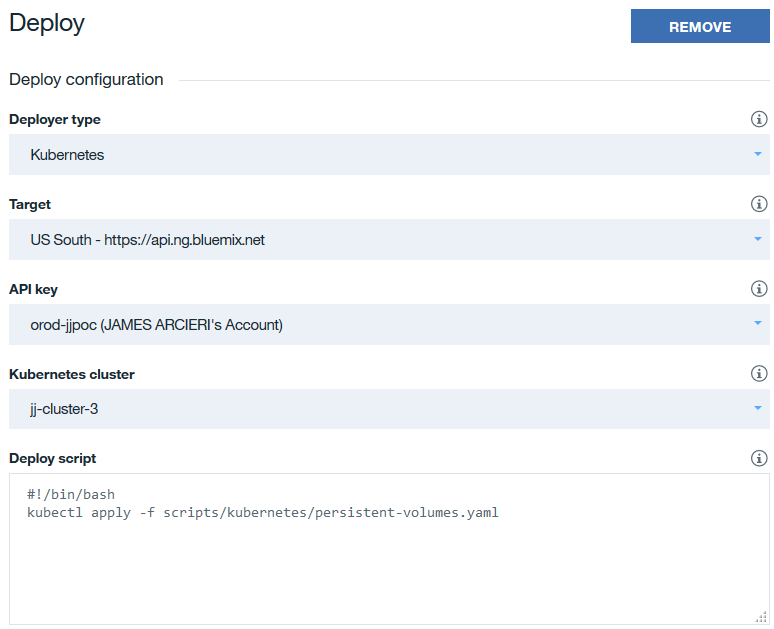 Deploy
REMOVE
Deploy configuration
Deployer type
Kubernetes
Target
US South - https://api.ng.bluemix.net
API key
orod-jjpoc (JAMES ARCIERI's Account)
Kubernetes cluster
jj-cluster-3
Deploy script
#!/bin/bash
kubectl apply -f scripts/kubernetes/persistent-volumes.yaml